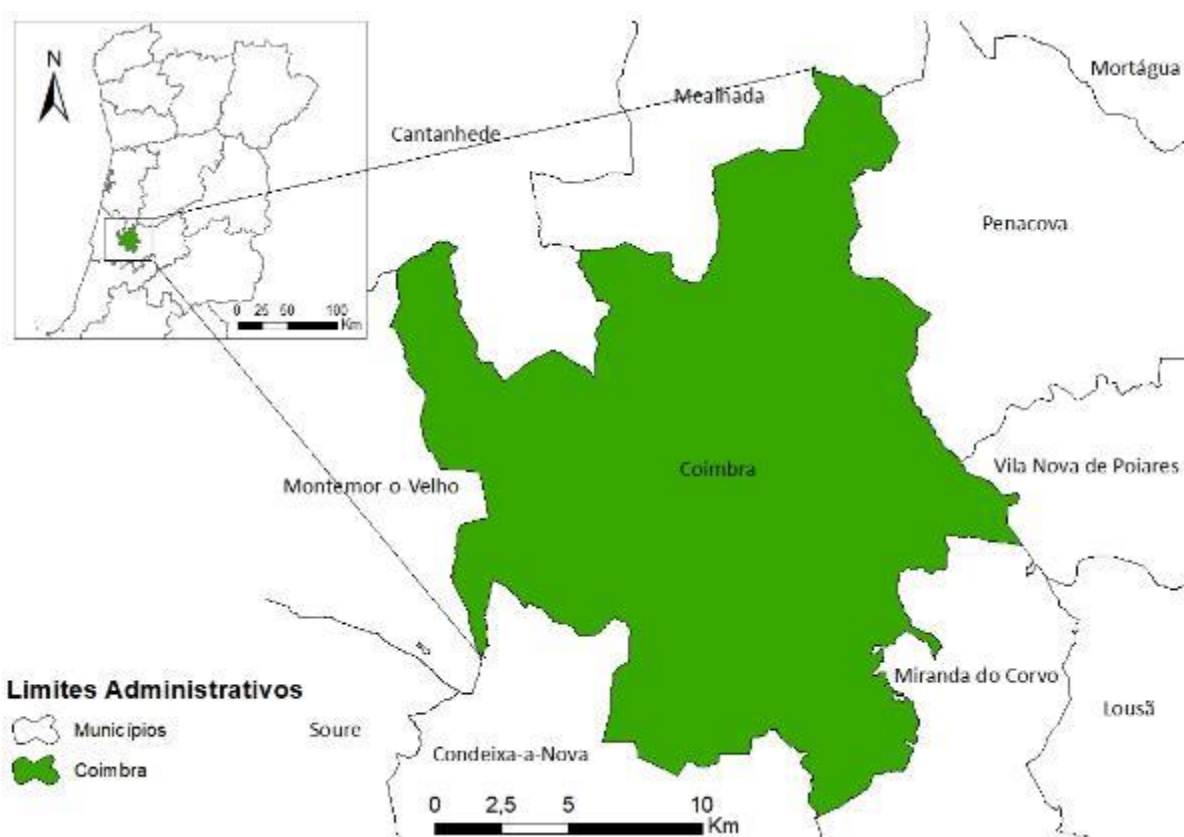 N
0 25 50 100
Km
Mortágua
Mealhada
Cantanhede
Penacova
Coimbra
Vila Nova de Poiares
Montemor-o-Velho
Miranda do Corvo
Limites Administrativos
Municípios
Soure
Lousã
Condeixa-a-Nova
Coimbra
0 2,5 5 10
Km